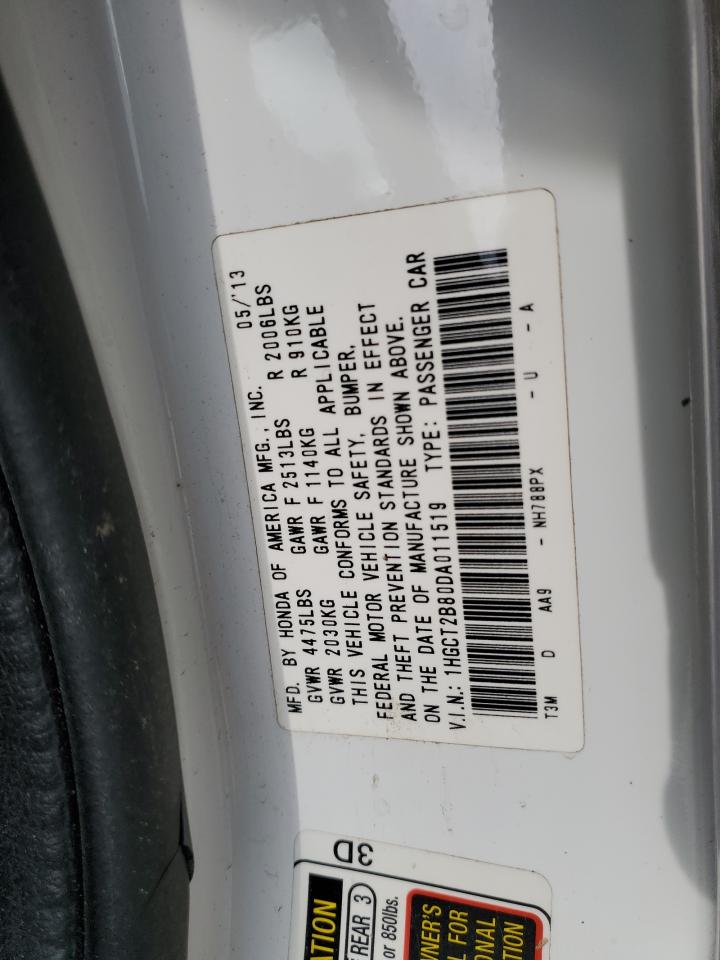 MFD. BY HONDA OF AMERICA MFG., INC. 05/'13
GVWR 4475LBS GAWR F 2513LBS R 2006LBS
GVWR 2030KG GAWR F 1140KG R 910KG
THIS VEHICLE CONFORMS TO ALL APPLICABLE
FEDERAL MOTOR VEHICLE SAFETY, BUMPER,
AND THEFT PREVENTION STANDARDS IN EFFECT
ON THE DATE OF MANUFACTURE SHOWN ABOVE.
V.I.N.: 1HGCT2B80DA011519 TYPE: PASSENGER CAR
T3M D AA9 - NH788PX - U - A
3D
ATION
REAR 3
or 850lbs.
WNER'S
L FOR
ONAL
TION